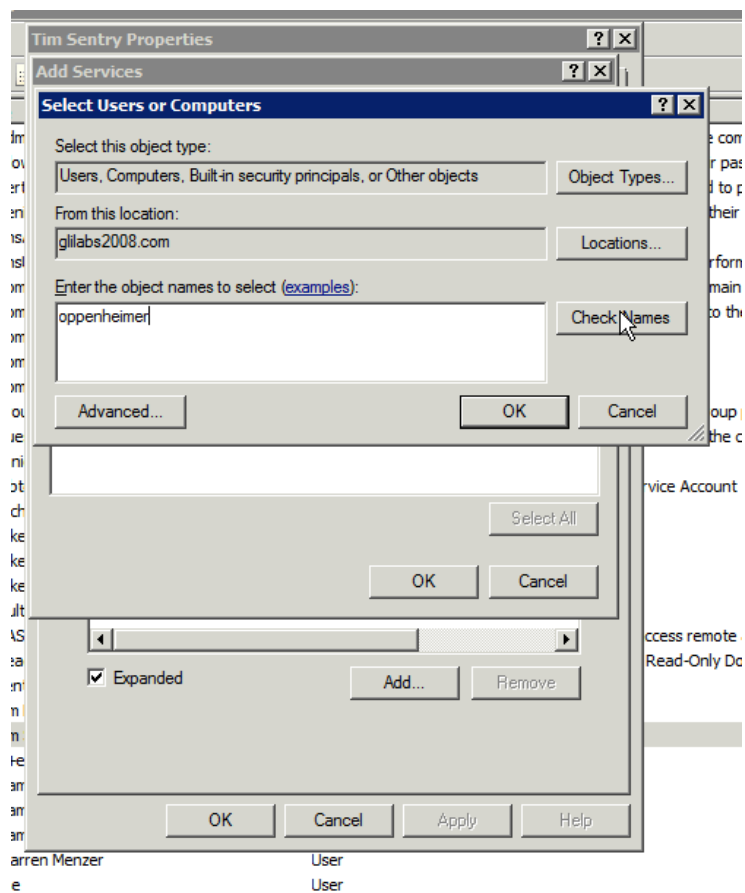 Tim Sentry Properties
Add Services
Select Users or Computers
Select this object type:
Users, Computers, Built-in security principals, or Other objects
Object Types...
From this location:
glilabs2008.com
Locations...
Enter the object names to select (examples):
oppenheimer
Check Names
Advanced...
OK
Cancel
the c
rvice Account
Select All
OK
Cancel
ccess remote
Read-Only Do
Expanded
Add...
Remove
OK
Cancel
Apply
Help
arren Menzer
User
e
User